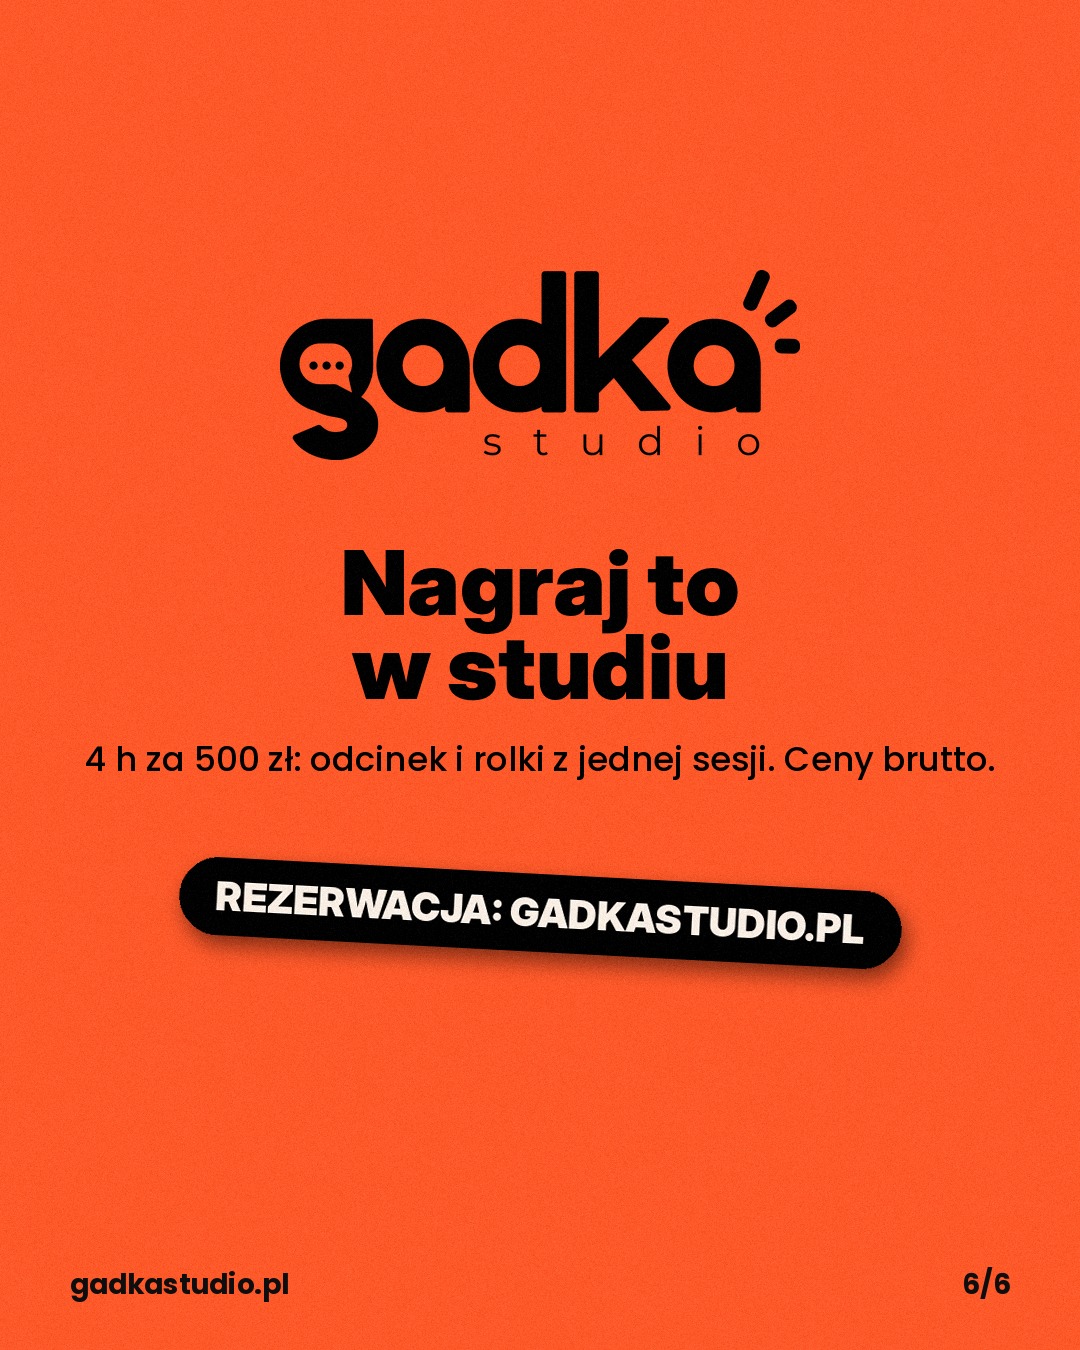 gadka
studio
Nagraj to
w studiu
4 h za 500 zł: odcinek i rolki z jednej sesji. Ceny brutto.
REZERWACJA: GADKASTUDIO.PL
gadkastudio.pl
6/6